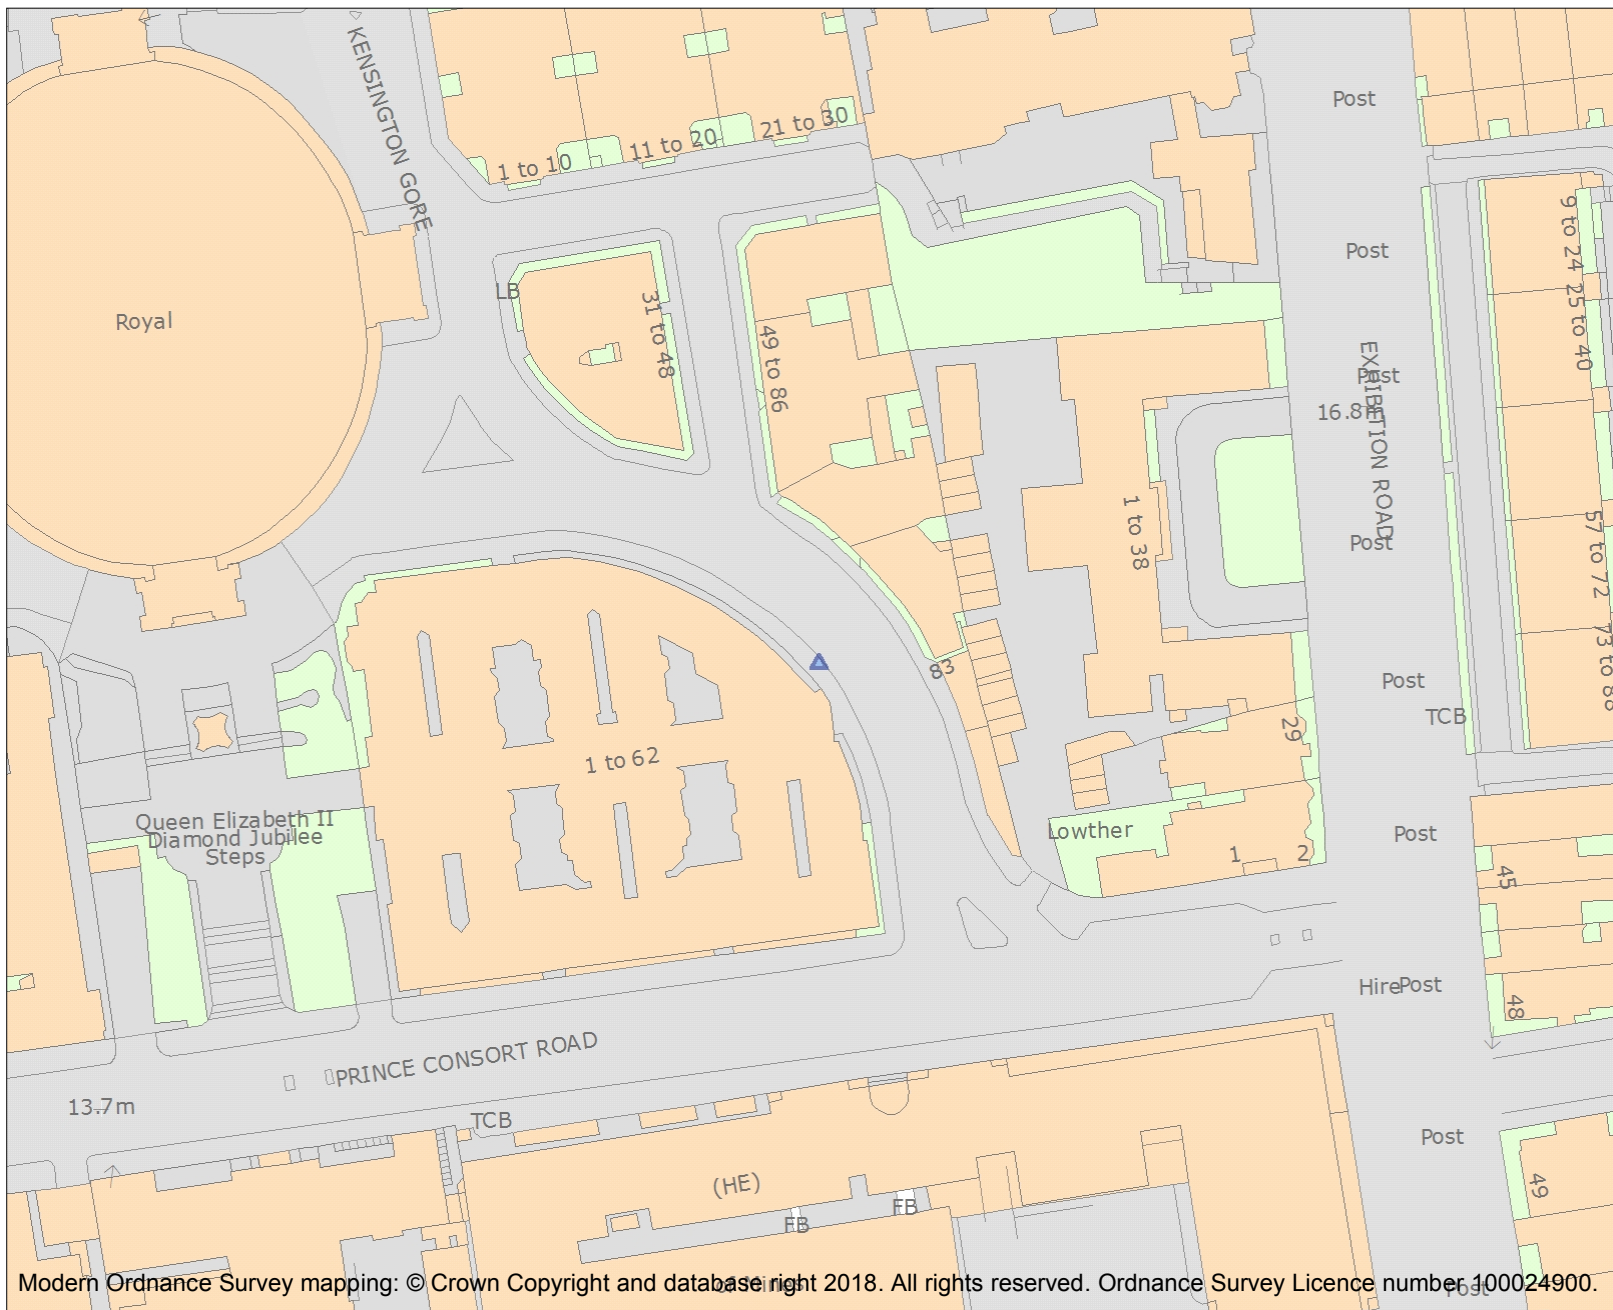 KENSINGTON GORE
Post
21 to 30
11 to 20
1 to 10
9 to 24
Post
LB
31 to 48
25 to 40
Royal
49 to 86
EXHIBITION ROAD
Post
16.8m
1 to 38
57 to 72
Post
73 to 88
83
Post
TCB
29
1 to 62
Queen Elizabeth II
Diamond Jubilee
Steps
Lowther
Post
1
2
45
Hire
Post
48
PRINCE CONSORT ROAD
13.7m
TCB
Post
(HE)
49
FB
FB
of Mines
Post
Modern Ordnance Survey mapping: © Crown Copyright and database right 2018. All rights reserved. Ordnance Survey Licence number 100024900.